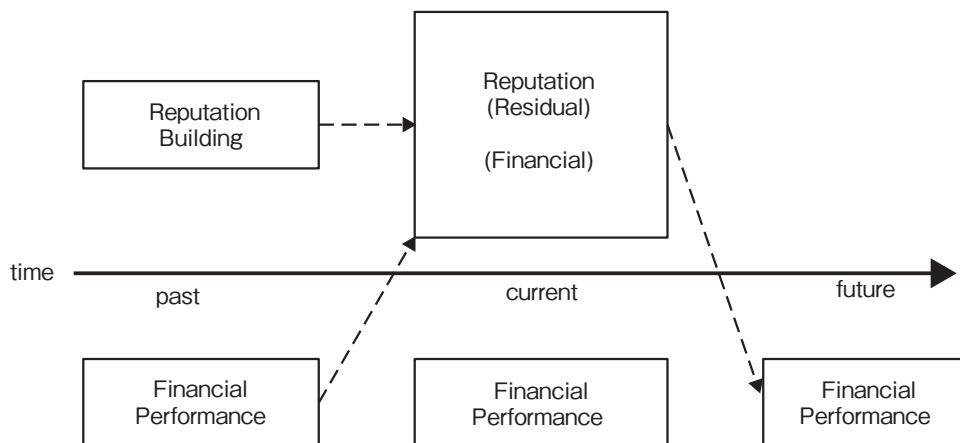 Reputation
Building
Reputation
(Residual)
(Financial)
time
past
current
future
Financial
Performance
Financial
Performance
Financial
Performance